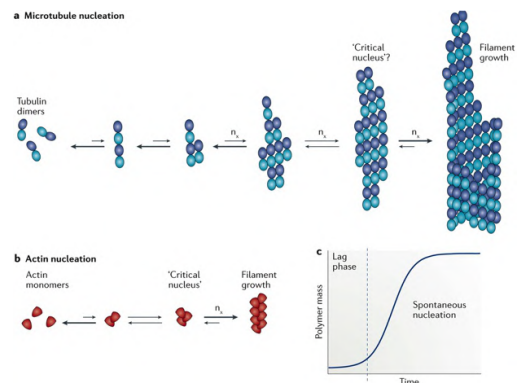 a Microtubule nucleation
'Critical
nucleus'?
Filament
growth
Tubulin
dimers
nx
nx
nx
b Actin nucleation
Actin
monomers
'Critical
nucleus'
Filament
growth
nx
c
Lag
phase
Spontaneous
nucleation
Polymer mass
Time